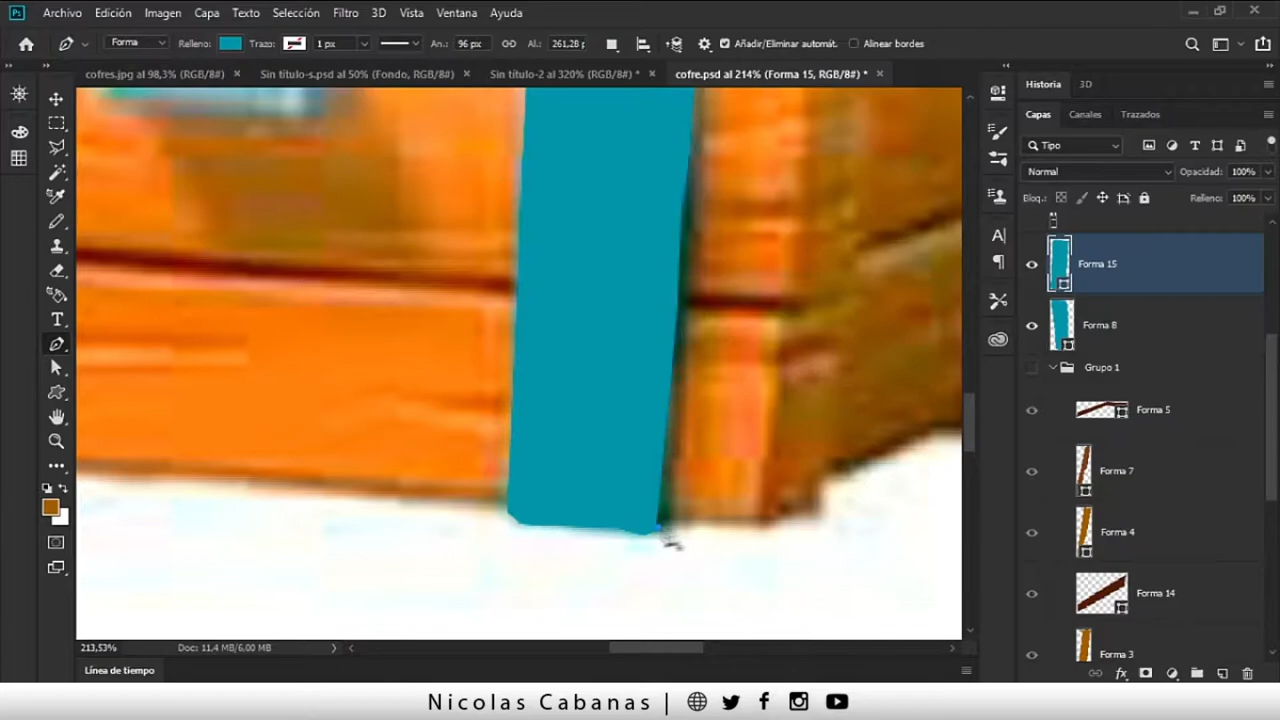 Ps Archivo Edición Imagen Capa Texto Selección Filtro 3D Vista Ventana Ayuda
Forma Relleno: Trazo: 1 px An.: 96 px Al.: 261,28 p Añadir/Eliminar automát. Alinear bordes
cofres.jpg al 98,3% (RGB/8#) × Sin título-s.psd al 50% (Fondo, RGB/8#) × Sin título-2 al 320% (RGB/8#) * × cofre.psd al 214% (Forma 15, RGB/8#) * ×
Historia 3D
Capas Canales Trazados
Tipo
Normal Opacidad: 100%
Bloq.: Relleno: 100%
Forma 15
Forma 8
Grupo 1
Forma 5
Forma 7
Forma 4
Forma 14
Forma 3
213,53% Doc: 11.4 MB/6,00 MB
Línea de tiempo
Nicolas Cabanas |